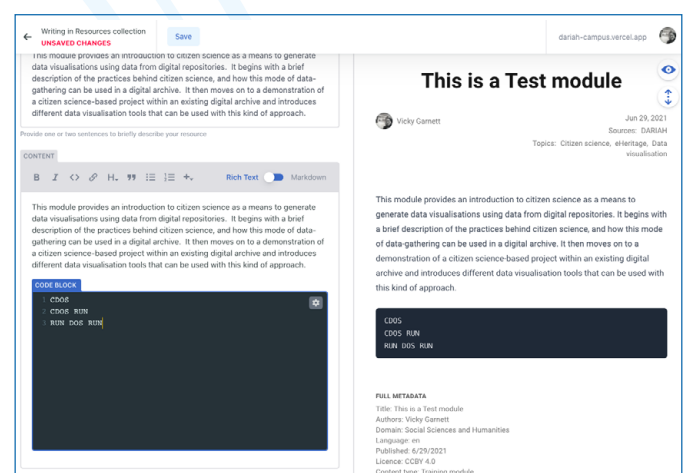 Writing in Resources collection
UNSAVED CHANGES
Save
dariah-campus.vercel.app
This module provides an introduction to citizen science as a means to generate
data visualisations using data from digital repositories. It begins with a brief
description of the practices behind citizen science, and how this mode of data-
gathering can be used in a digital archive. It then moves on to a demonstration of
a citizen science-based project within an existing digital archive and introduces
different data visualisation tools that can be used with this kind of approach.
Provide one or two sentences to briefly describe your resource
CONTENT
B I <> H ” +
Rich Text Markdown
This module provides an introduction to citizen science as a means to generate
data visualisations using data from digital repositories. It begins with a brief
description of the practices behind citizen science, and how this mode of data-
gathering can be used in a digital archive. It then moves on to a demonstration of
a citizen science-based project within an existing digital archive and introduces
different data visualisation tools that can be used with this kind of approach.
CODE BLOCK
1 CDOS
2 CDOS RUN
3 RUN DOS RUN
This is a Test module
Vicky Garnett
Jun 29, 2021
Sources: DARIAH
Topics: Citizen science, eHeritage, Data
visualisation
This module provides an introduction to citizen science as a means to
generate data visualisations using data from digital repositories. It begins with
a brief description of the practices behind citizen science, and how this mode
of data-gathering can be used in a digital archive. It then moves on to a
demonstration of a citizen science-based project within an existing digital
archive and introduces different data visualisation tools that can be used with
this kind of approach.
CDOS
CDOS RUN
RUN DOS RUN
FULL METADATA
Title: This is a Test module
Authors: Vicky Garnett
Domain: Social Sciences and Humanities
Language: en
Published: 6/29/2021
Licence: CCBY 4.0
Content type: Training module